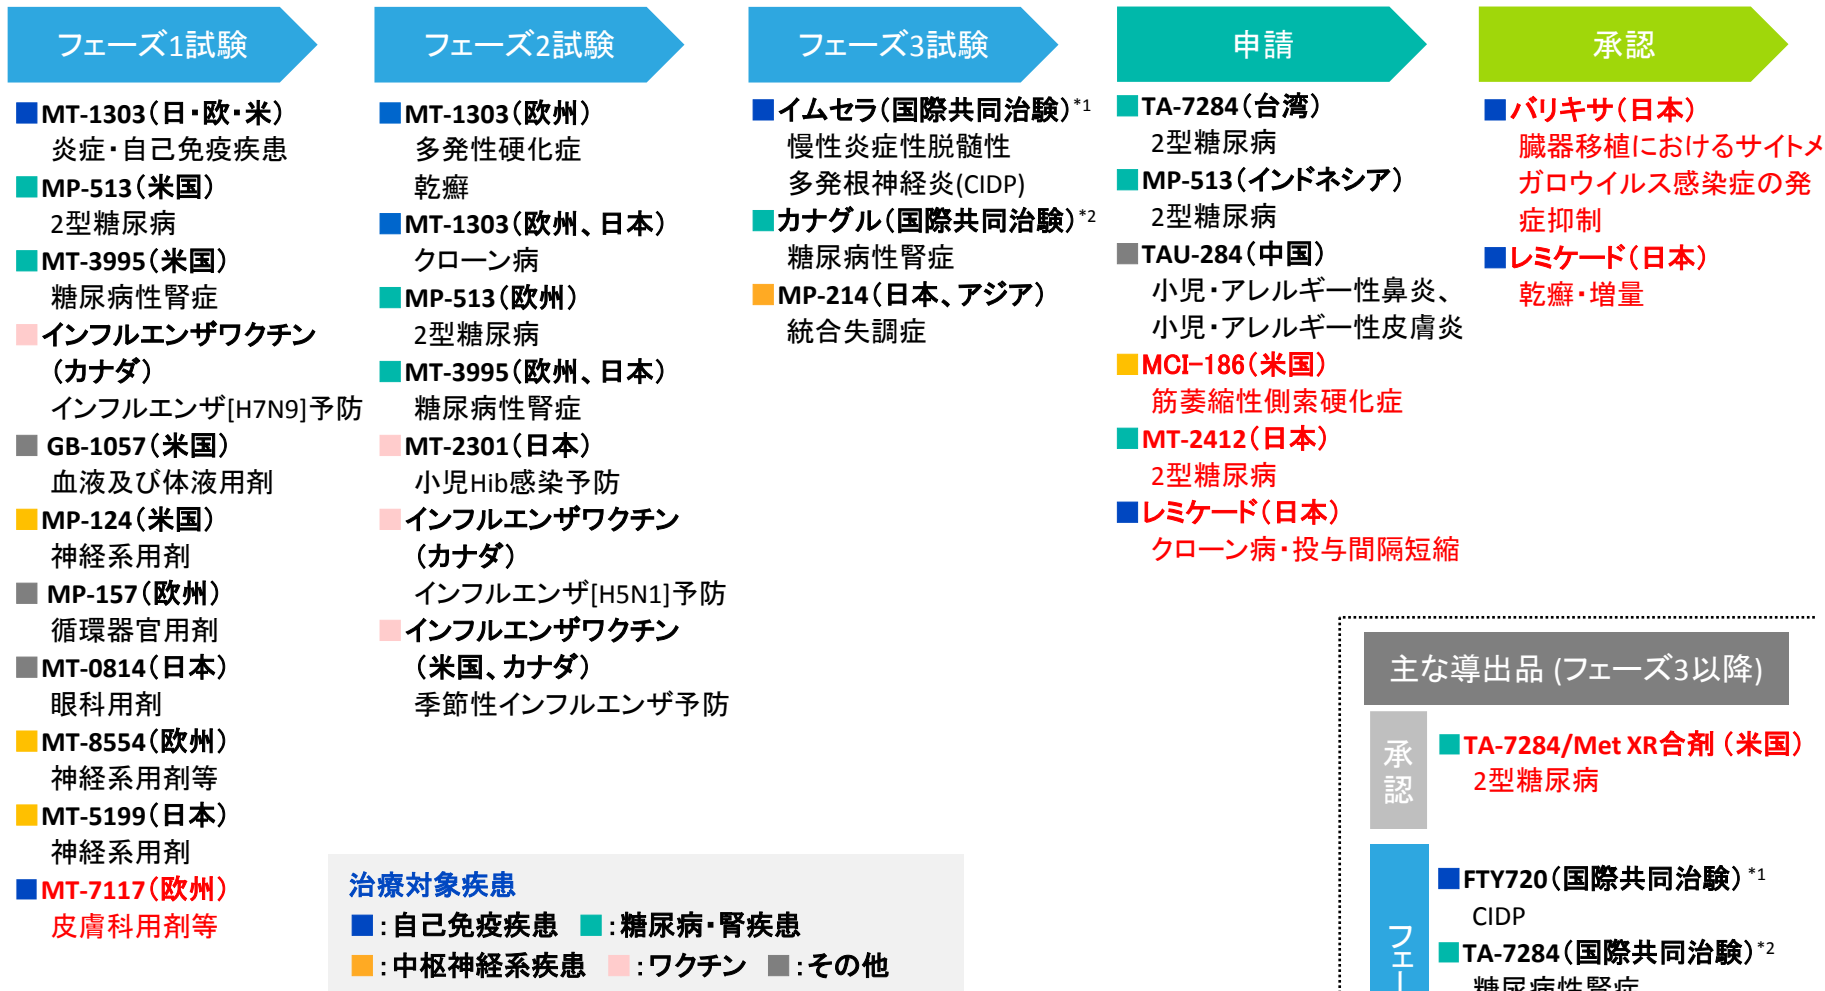 フェーズ1試験
■MT-1303(日・欧・米)
炎症・自己免疫疾患
■MP-513(米国)
2型糖尿病
■MT-3995(米国)
糖尿病性腎症
■インフルエンザワクチン
(カナダ)
インフルエンザ[H7N9]予防
■ GB-1057(米国)
血液及び体液用剤
■MP-124(米国)
神経系用剤
■ MP-157(欧州)
循環器官用剤
■MT-0814(日本)
眼科用剤
■MT-8554(欧州)
神経系用剤等
■MT-5199(日本)
神経系用剤
■MT-7117(欧州)
皮膚科用剤等
フェーズ2試験
■MT-1303(欧州)
多発性硬化症
乾癬
■MT-1303(欧州、日本)
クローン病
■MP-513(欧州)
2型糖尿病
■MT-3995(欧州、日本)
糖尿病性腎症
■MT-2301(日本)
小児Hib感染予防
■インフルエンザワクチン
(カナダ)
インフルエンザ[H5N1]予防
■インフルエンザワクチン
(米国、カナダ)
季節性インフルエンザ予防
フェーズ3試験
■イムセラ(国際共同治験)*1
慢性炎症性脱髄性
多発根神経炎(CIDP)
■カナグル(国際共同治験)*2
糖尿病性腎症
■MP-214(日本、アジア)
統合失調症
申請
■TA-7284(台湾)
2型糖尿病
■MP-513(インドネシア)
2型糖尿病
■TAU-284(中国)
小児・アレルギー性鼻炎、
小児・アレルギー性皮膚炎
■MCI-186(米国)
筋萎縮性側索硬化症
■MT-2412(日本)
2型糖尿病
■レミケード(日本)
クローン病・投与間隔短縮
承認
■バリキサ(日本)
臓器移植におけるサイトメ
ガロウイルス感染症の発
症抑制
■レミケード(日本)
乾癬・増量
治療対象疾患
■:自己免疫疾患 ■:糖尿病・腎疾患
■:中枢神経系疾患 ■:ワクチン ■:その他
主な導出品 (フェーズ3以降)
承認
■TA-7284/Met XR合剤 (米国)
2型糖尿病
フェー
■FTY720(国際共同治験)*1
CIDP
■TA-7284(国際共同治験)*2
糖尿病性腎症